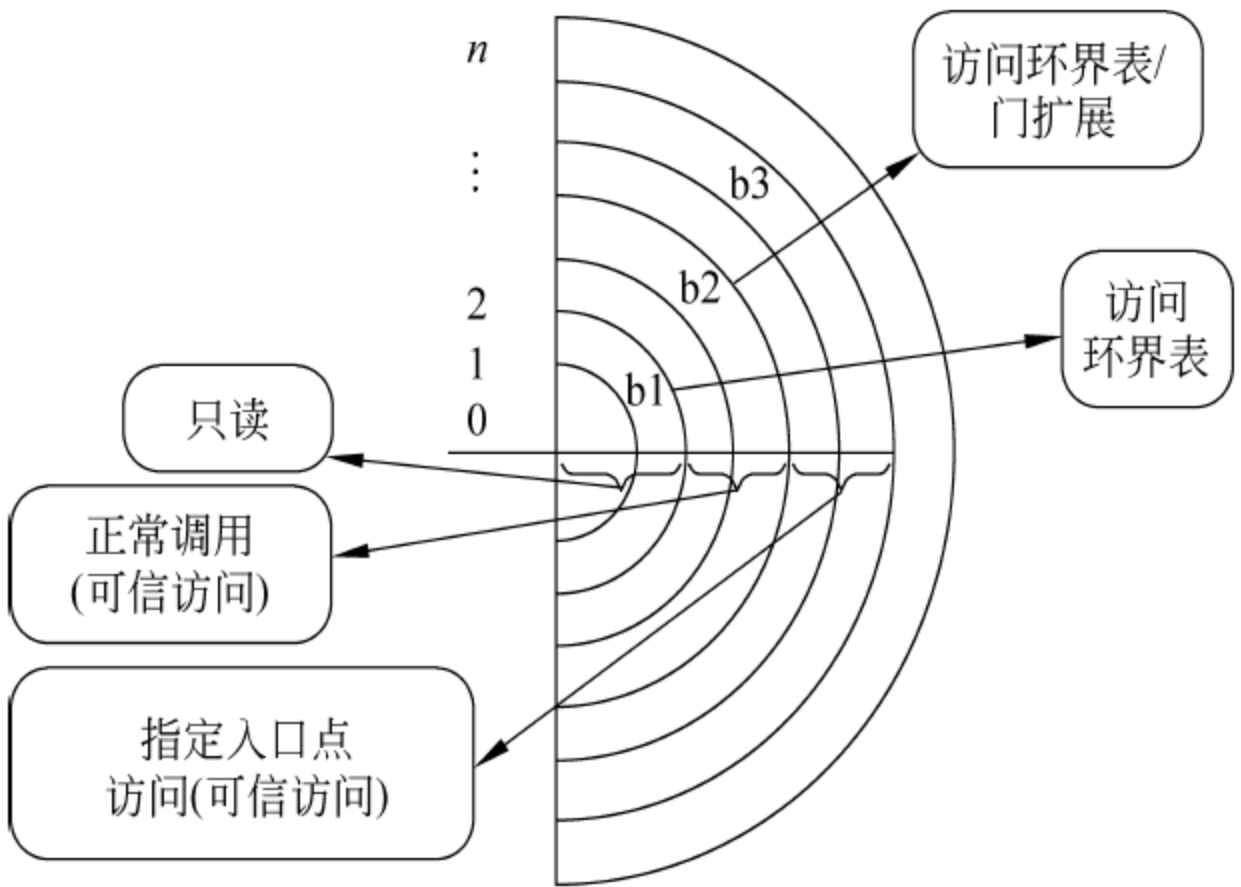 n
⋮
2
1
0
b3
b2
b1
访问环界表/
门扩展
访问
环界表
只读
正常调用
(可信访问)
指定入口点
访问(可信访问)